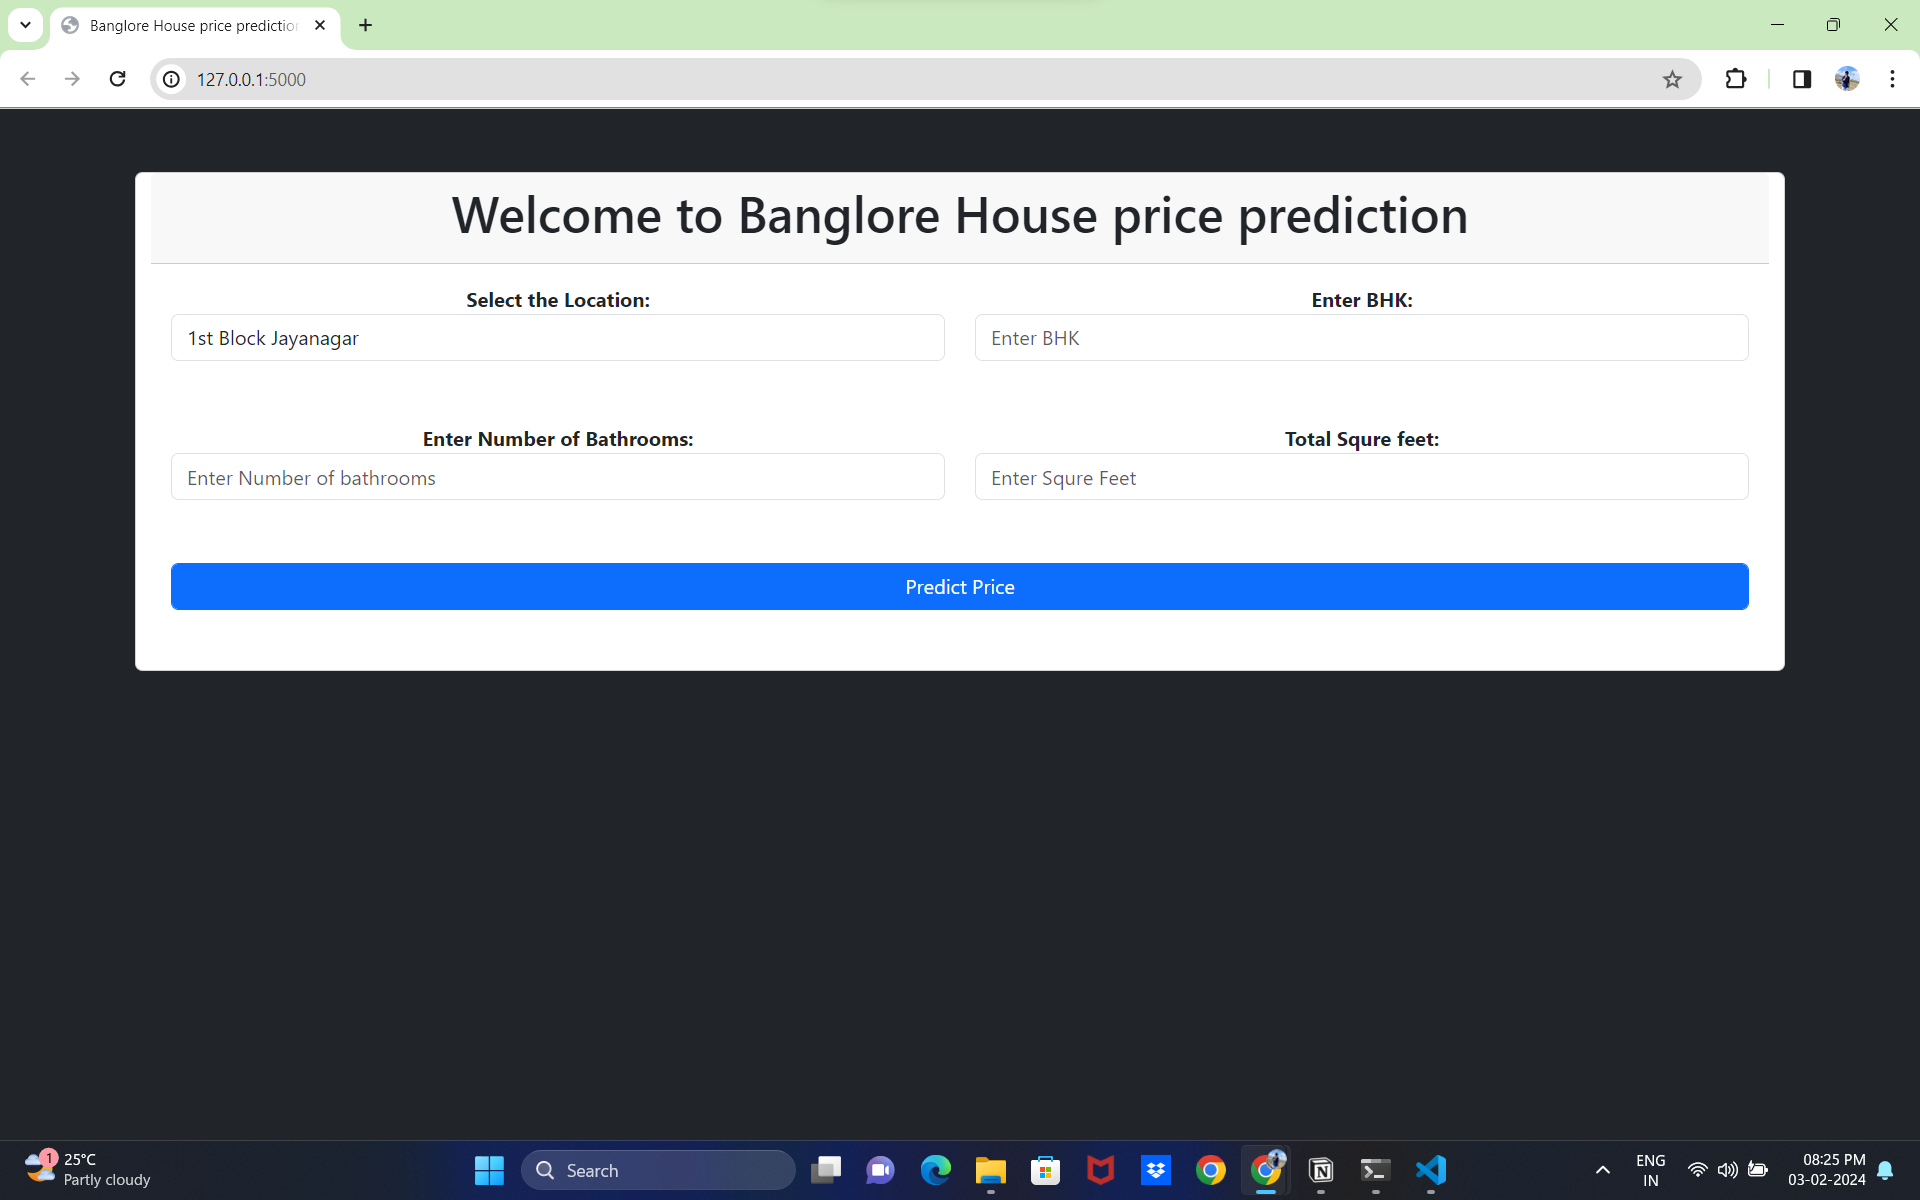 Banglore House price prediction
127.0.0.1:5000
Welcome to Banglore House price prediction
Select the Location:
Enter BHK:
1st Block Jayanagar
Enter BHK
Enter Number of Bathrooms:
Total Squre feet:
Enter Number of bathrooms
Enter Squre Feet
Predict Price
1
25°C
Partly cloudy
Search
ENG
IN
08:25 PM
03-02-2024